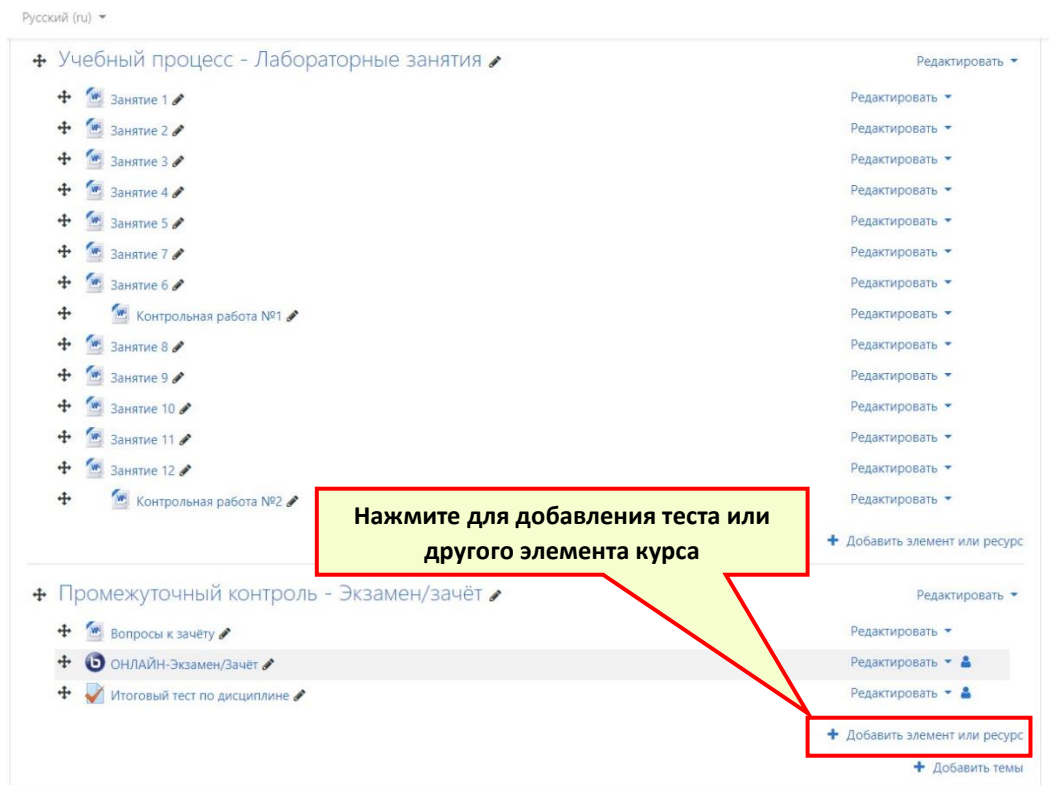 Русский (ru)
Учебный процесс - Лабораторные занятия Редактировать
Занятие 1 Редактировать
Занятие 2 Редактировать
Занятие 3 Редактировать
Занятие 4 Редактировать
Занятие 5 Редактировать
Занятие 7 Редактировать
Занятие 6 Редактировать
Контрольная работа №1 Редактировать
Занятие 8 Редактировать
Занятие 9 Редактировать
Занятие 10 Редактировать
Занятие 11 Редактировать
Занятие 12 Редактировать
Контрольная работа №2 Редактировать
Нажмите для добавления теста или
другого элемента курса
Добавить элемент или ресурс
Промежуточный контроль - Экзамен/зачёт Редактировать
Вопросы к зачёту Редактировать
ОНЛАЙН-Экзамен/Зачёт Редактировать
Итоговый тест по дисциплине Редактировать
Добавить элемент или ресурс
Добавить темы